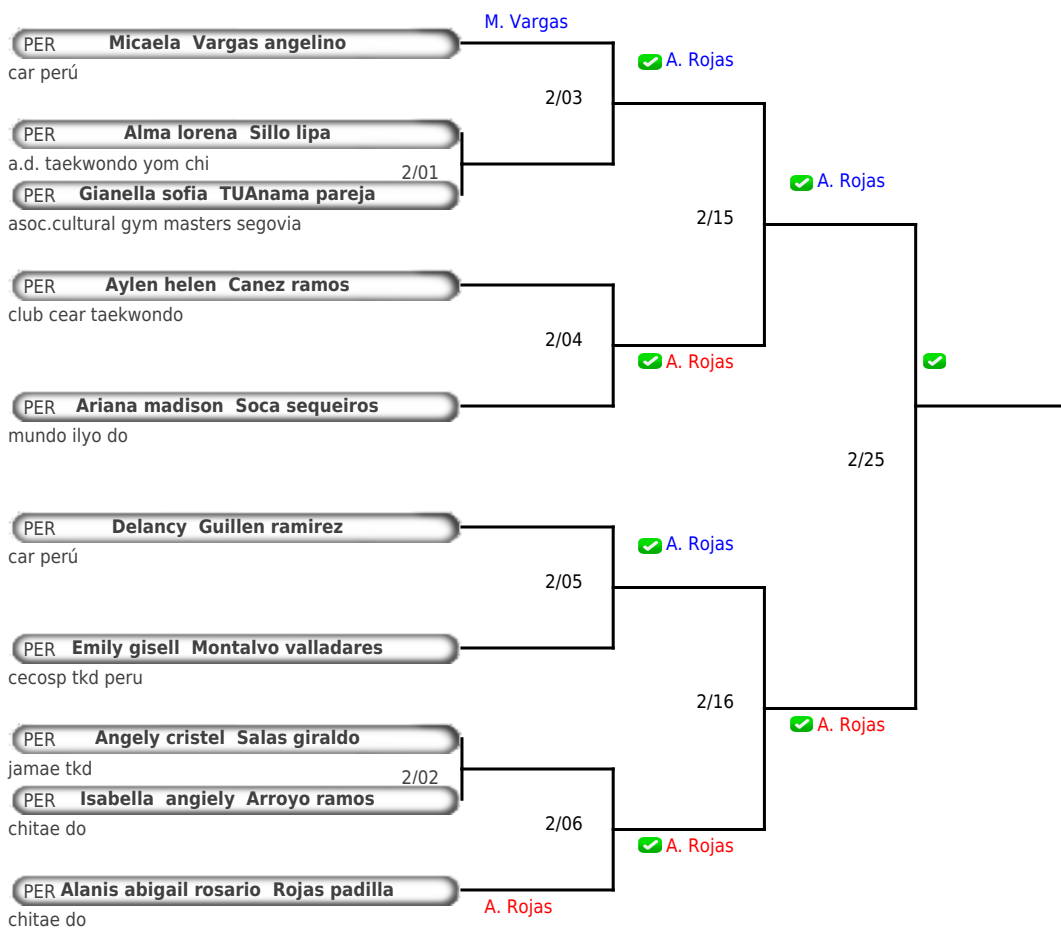 M. Vargas
PER Micaela Vargas angelino
car perú
A. Rojas
2/03
PER Alma lorena Sillo lipa
a.d. taekwondo yom chi
2/01
PER Gianella sofia TUAnama pareja
A. Rojas
asoc.cultural gym masters segovia
2/15
PER Aylen helen Canez ramos
club cear taekwondo
2/04
A. Rojas
PER Ariana madison Soca sequeiros
mundo ilyo do
2/25
PER Delancy Guillen ramirez
car perú
A. Rojas
2/05
PER Emily gisell Montalvo valladares
cecosp tkd peru
2/16
A. Rojas
PER Angely cristel Salas giraldo
jamae tkd
2/02
PER Isabella angiely Arroyo ramos
chitae do
2/06
A. Rojas
PER Alanis abigail rosario Rojas padilla
A. Rojas
chitae do